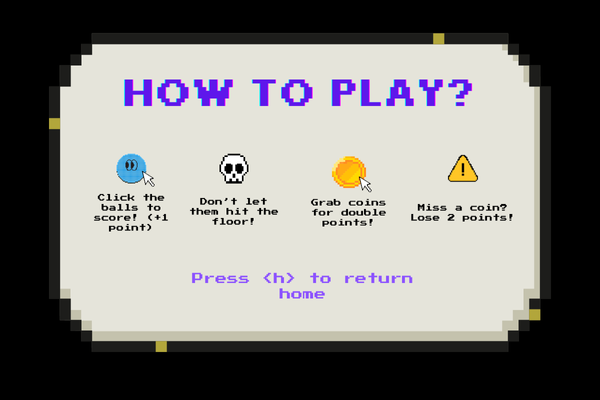 HOW TO PLAY?
Click the
balls to
score! (+1
point)
Don't let
them hit the
floor!
Grab coins
for double
points!
Miss a coin?
Lose 2 points!
Press <h> to return
home